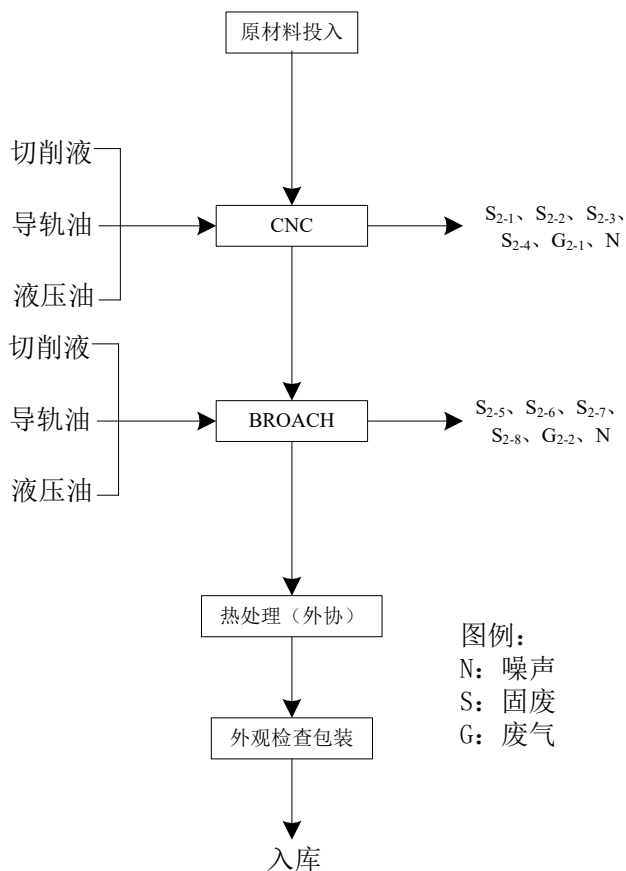 原材料投入
切削液
导轨油
液压油
CNC
S2-1、S2-2、S2-3、
S2-4、G2-1、N
切削液
导轨油
液压油
BROACH
S2-5、S2-6、S2-7、
S2-8、G2-2、N
热处理（外协）
外观检查包装
入库
图例：
N：噪声
S：固废
G：废气